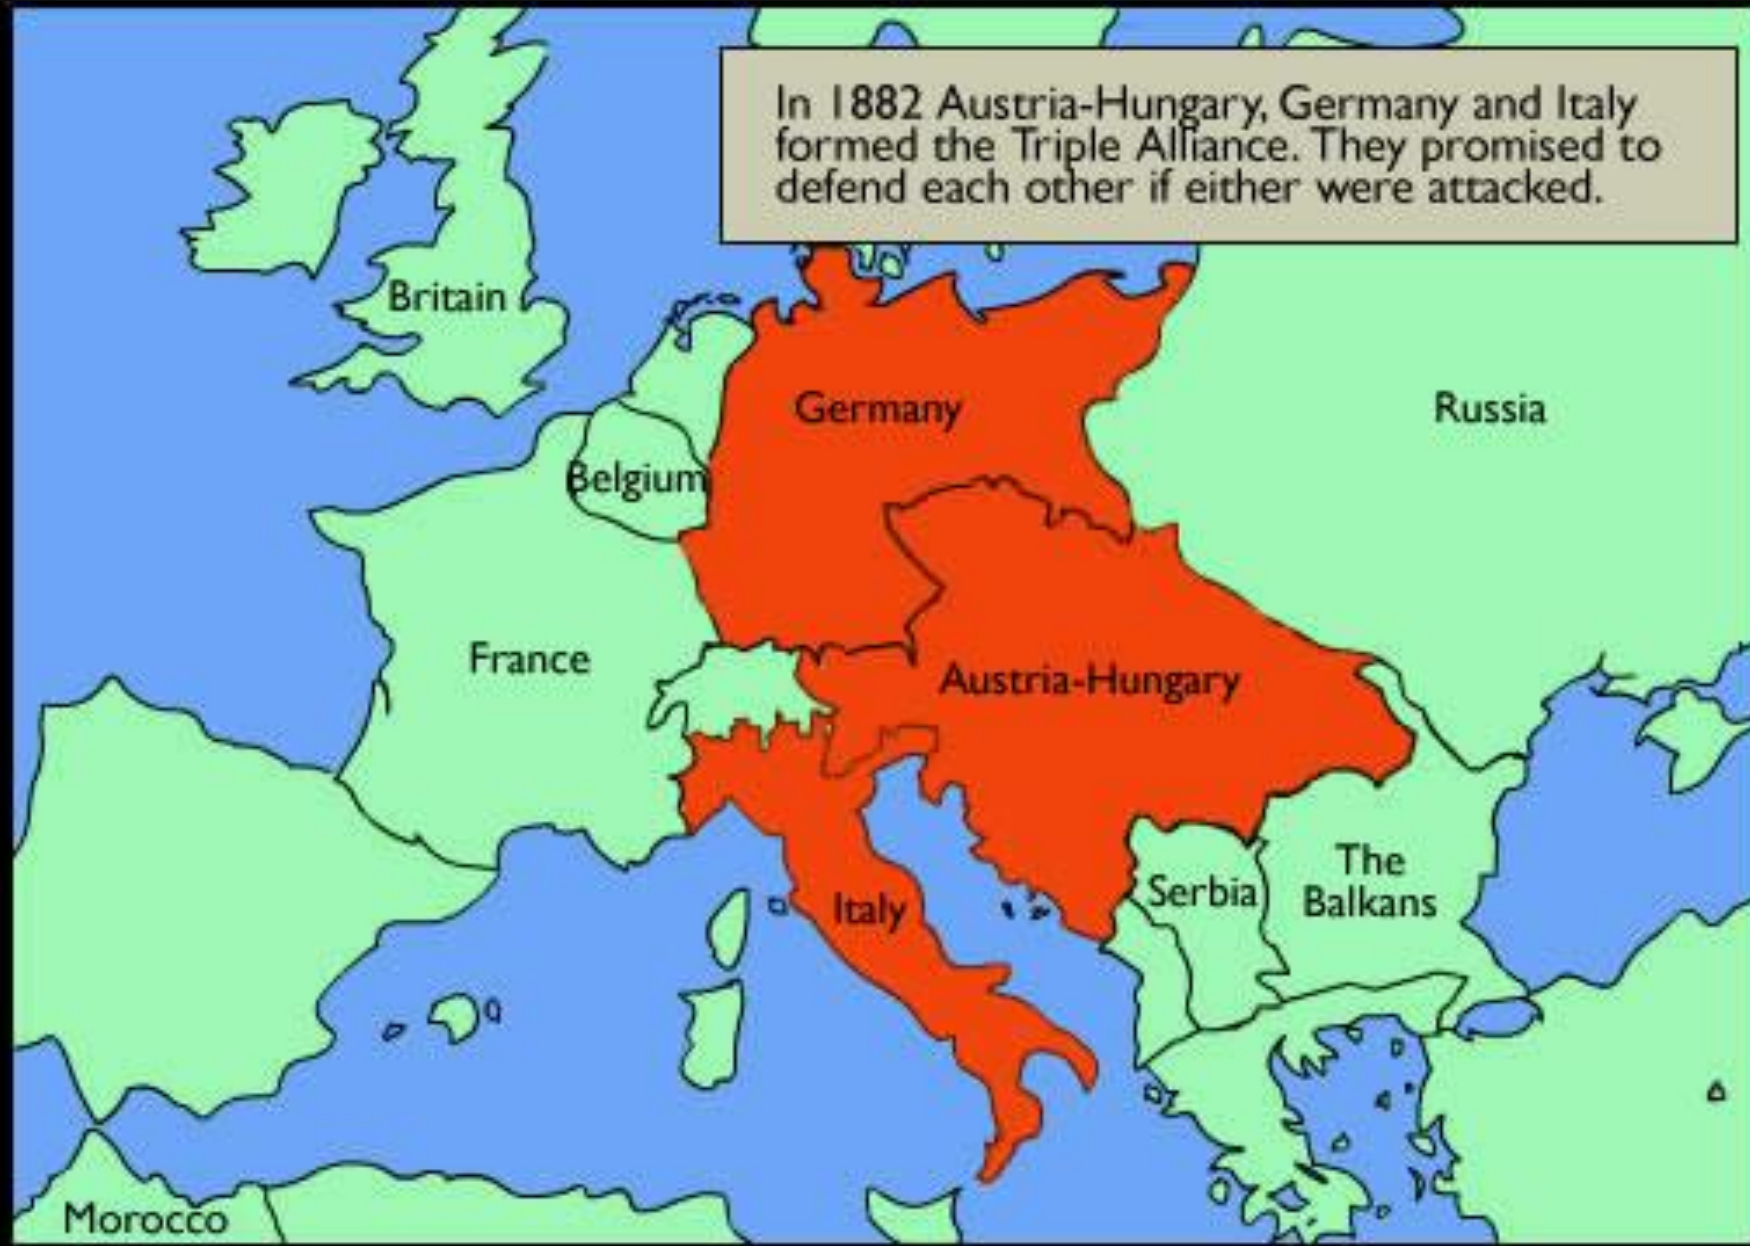 In 1882 Austria-Hungary, Germany and Italy
formed the Triple Alliance. They promised to
defend each other if either were attacked.
Britain
Germany
Russia
Belgium
France
Austria-Hungary
The
Balkans
Serbia
Italy
Morocco